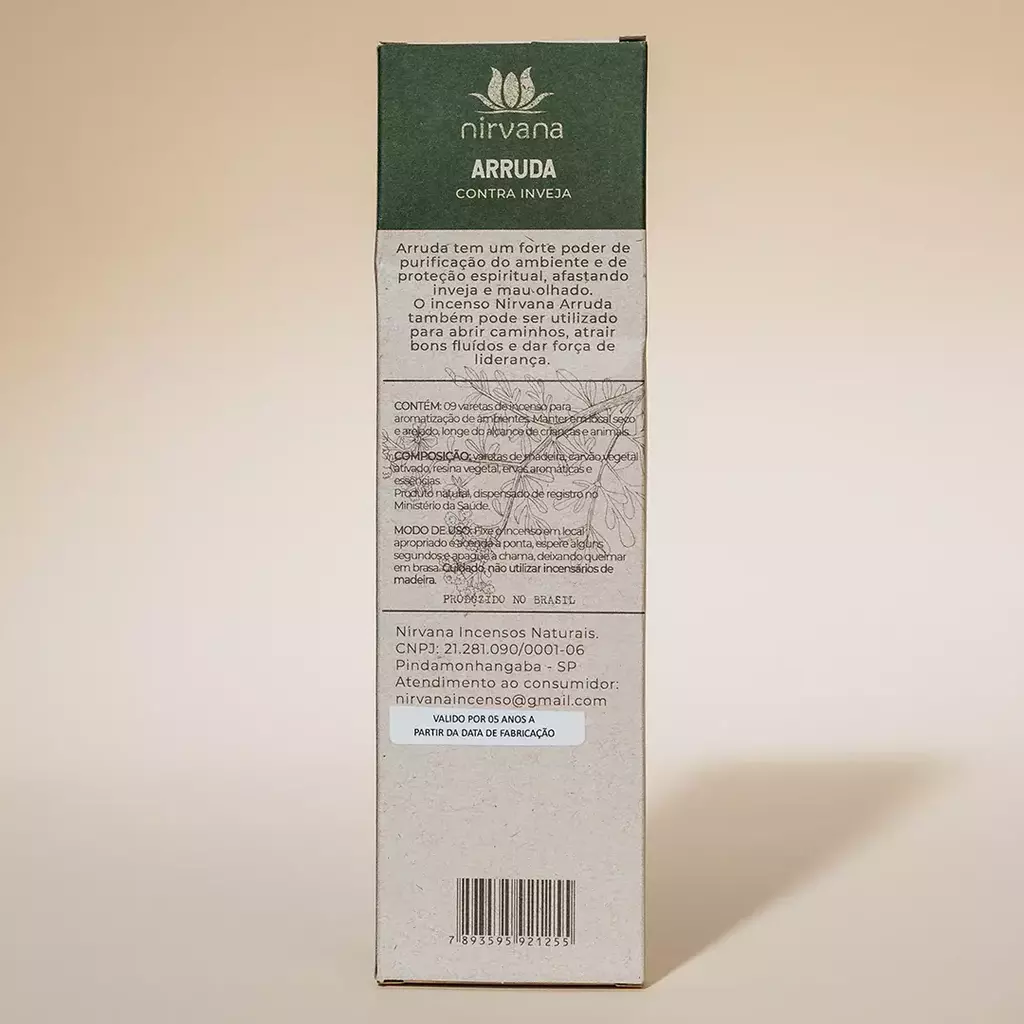 nirvana
ARRUDA
CONTRA INVEJA
Arruda tem um forte poder de
purificação do ambiente e de
proteção espiritual, afastando
inveja e mau-olhado.
O incenso Nirvana Arruda
também pode ser utilizado
para abrir caminhos, atrair
bons fluídos e dar força de
liderança.
CONTÉM: 09 varetas de incenso para
aromatização de ambientes. Manter em local seco
e arejado, longe do alcance de crianças e animais.
COMPOSIÇÃO: varetas de madeira, carvão vegetal
ativado, resina vegetal, ervas aromáticas e
essências.
Produto natural, dispensado de registro no
Ministério da Saúde.
MODO DE USO: Fixe o incenso em local
apropriado e acenda a ponta, espere alguns
segundos e apague a chama, deixando queimar
em brasa. Cuidado, não utilizar incensários de
madeira.
PRODUZIDO NO BRASIL
Nirvana Incensos Naturais.
CNPJ: 21.281.090/0001-06
Pindamonhangaba - SP
Atendimento ao consumidor:
nirvanaincenso@gmail.com
VALIDO POR 05 ANOS A
PARTIR DA DATA DE FABRICAÇÃO
7 893595 921255